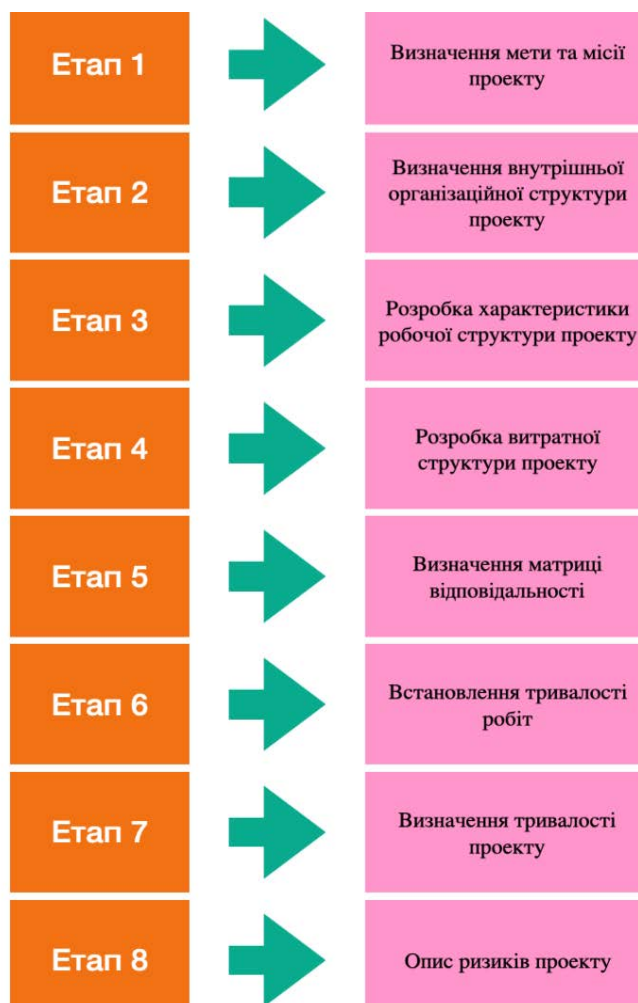 Етап 1
Визначення мети та місії
проекту
Етап 2
Визначення внутрішньої
організаційної структури
проекту
Етап 3
Розробка характеристики
робочої структури проекту
Етап 4
Розробка витратної
структури проекту
Етап 5
Визначення матриці
відповідальності
Етап 6
Встановлення тривалості
робіт
Етап 7
Визначення тривалості
проекту
Етап 8
Опис ризиків проекту